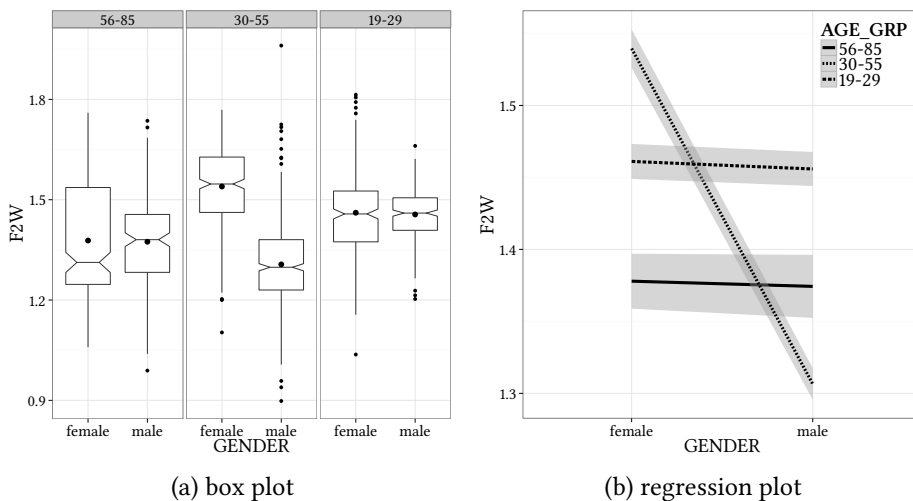 56-85 30-55 19-29
1.8
1.5
1.2
0.9
F2W
female male female male female male
GENDER
(a) box plot
AGE_GRP
56-85
30-55
19-29
1.5
1.4
1.3
F2W
female male
GENDER
(b) regression plot